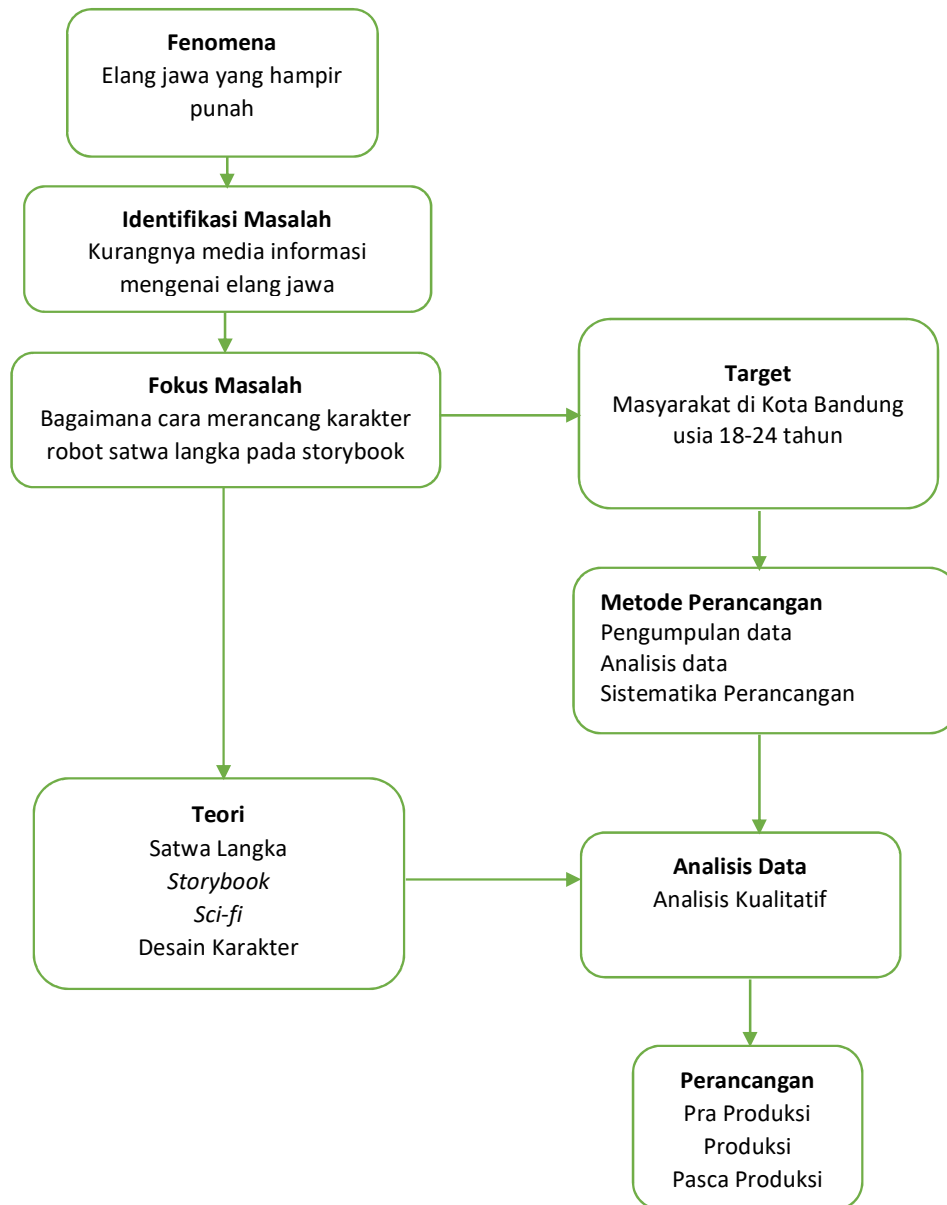 Fenomena
Elang jawa yang hampir
punah
Identifikasi Masalah
Kurangnya media informasi
mengenai elang jawa
Fokus Masalah
Bagaimana cara merancang karakter
robot satwa langka pada storybook
Target
Masyarakat di Kota Bandung
usia 18-24 tahun
Metode Perancangan
Pengumpulan data
Analisis data
Sistematika Perancangan
Teori
Satwa Langka
Storybook
Sci-fi
Desain Karakter
Analisis Data
Analisis Kualitatif
Perancangan
Pra Produksi
Produksi
Pasca Produksi